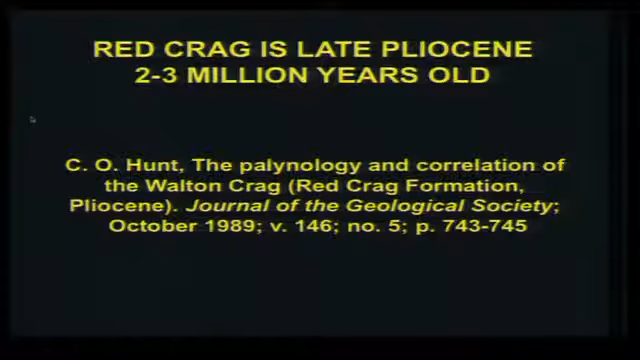 RED CRAG IS LATE PLIOCENE
2-3 MILLION YEARS OLD
C. O. Hunt, The palynology and correlation of
the Walton Crag (Red Crag Formation,
Pliocene). Journal of the Geological Society;
October 1989; v. 146; no. 5; p. 743-745